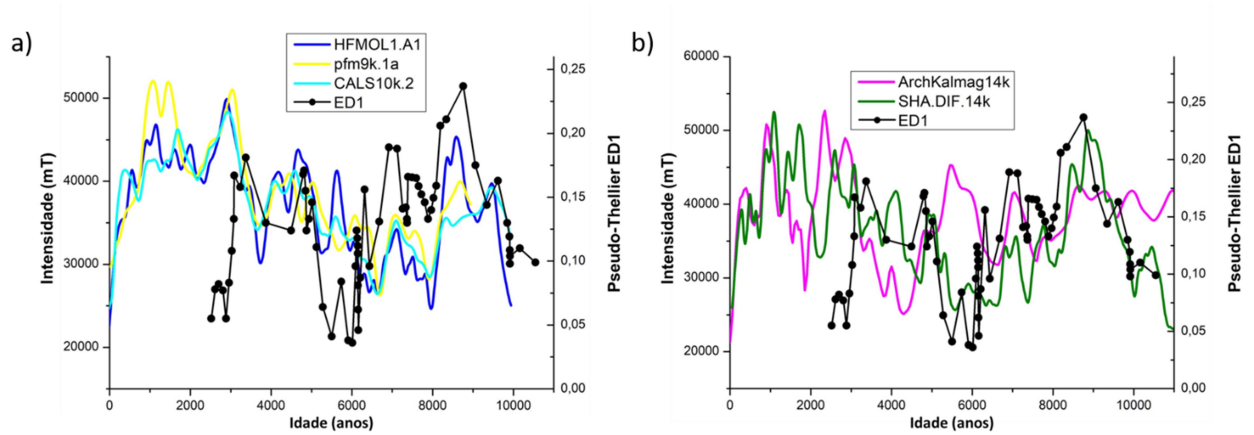 a)
HFMOL1.A1
pfm9k.1a
CALS10k.2
ED1
Intensidade (mT)
50000
40000
30000
20000
0,25
0,20
0,15
0,10
0,05
0,00
Pseudo-Thellier ED1
0 2000 4000 6000 8000 10000
Idade (anos)
b)
ArchKalmag14k
SHA.DIF.14k
ED1
Intensidade (mT)
60000
50000
40000
30000
20000
0,25
0,20
0,15
0,10
0,05
0,00
Pseudo-Thellier ED1
0 2000 4000 6000 8000 10000
Idade (anos)